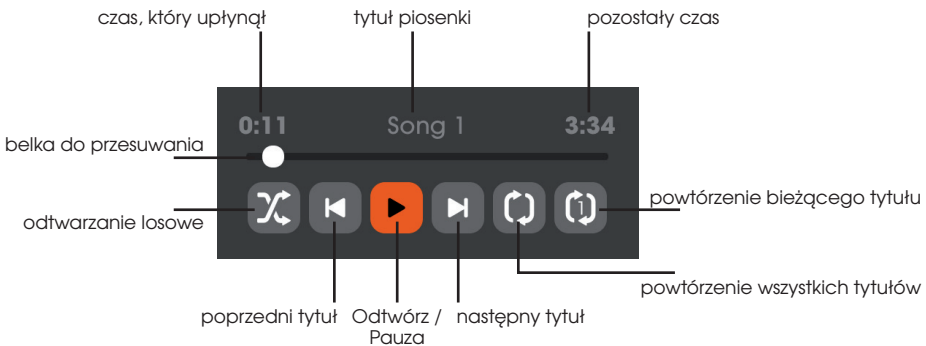 czas, który upłynął
tytuł piosenki
pozostały czas
0:11
Song 1
3:34
belka do przesuwania
odtwarzanie losowe
1
powtórzenie bieżącego tytułu
powtórzenie wszystkich tytułów
poprzedni tytuł
Odtwórz /
Pauza
następny tytuł